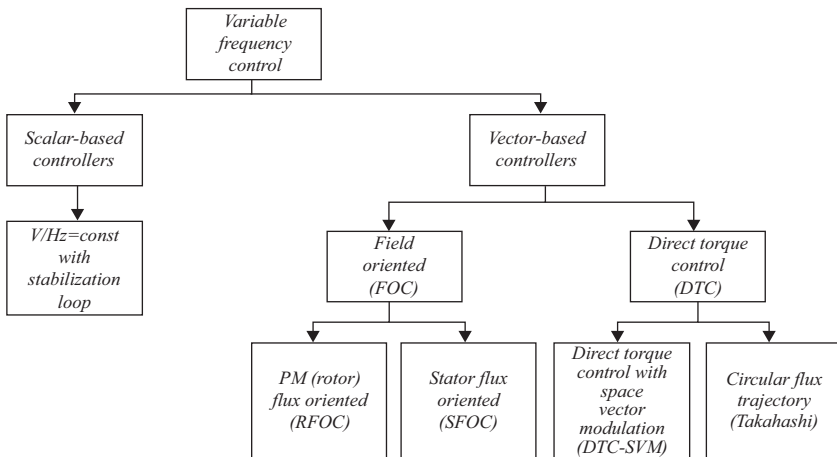 Variable
frequency
control
Scalar-based
controllers
Vector-based
controllers
V/Hz=const
with
stabilization
loop
Field
oriented
(FOC)
Direct torque
control
(DTC)
PM (rotor)
flux oriented
(RFOC)
Stator flux
oriented
(SFOC)
Direct torque
control with
space
vector
modulation
(DTC-SVM)
Circular flux
trajectory
(Takahashi)